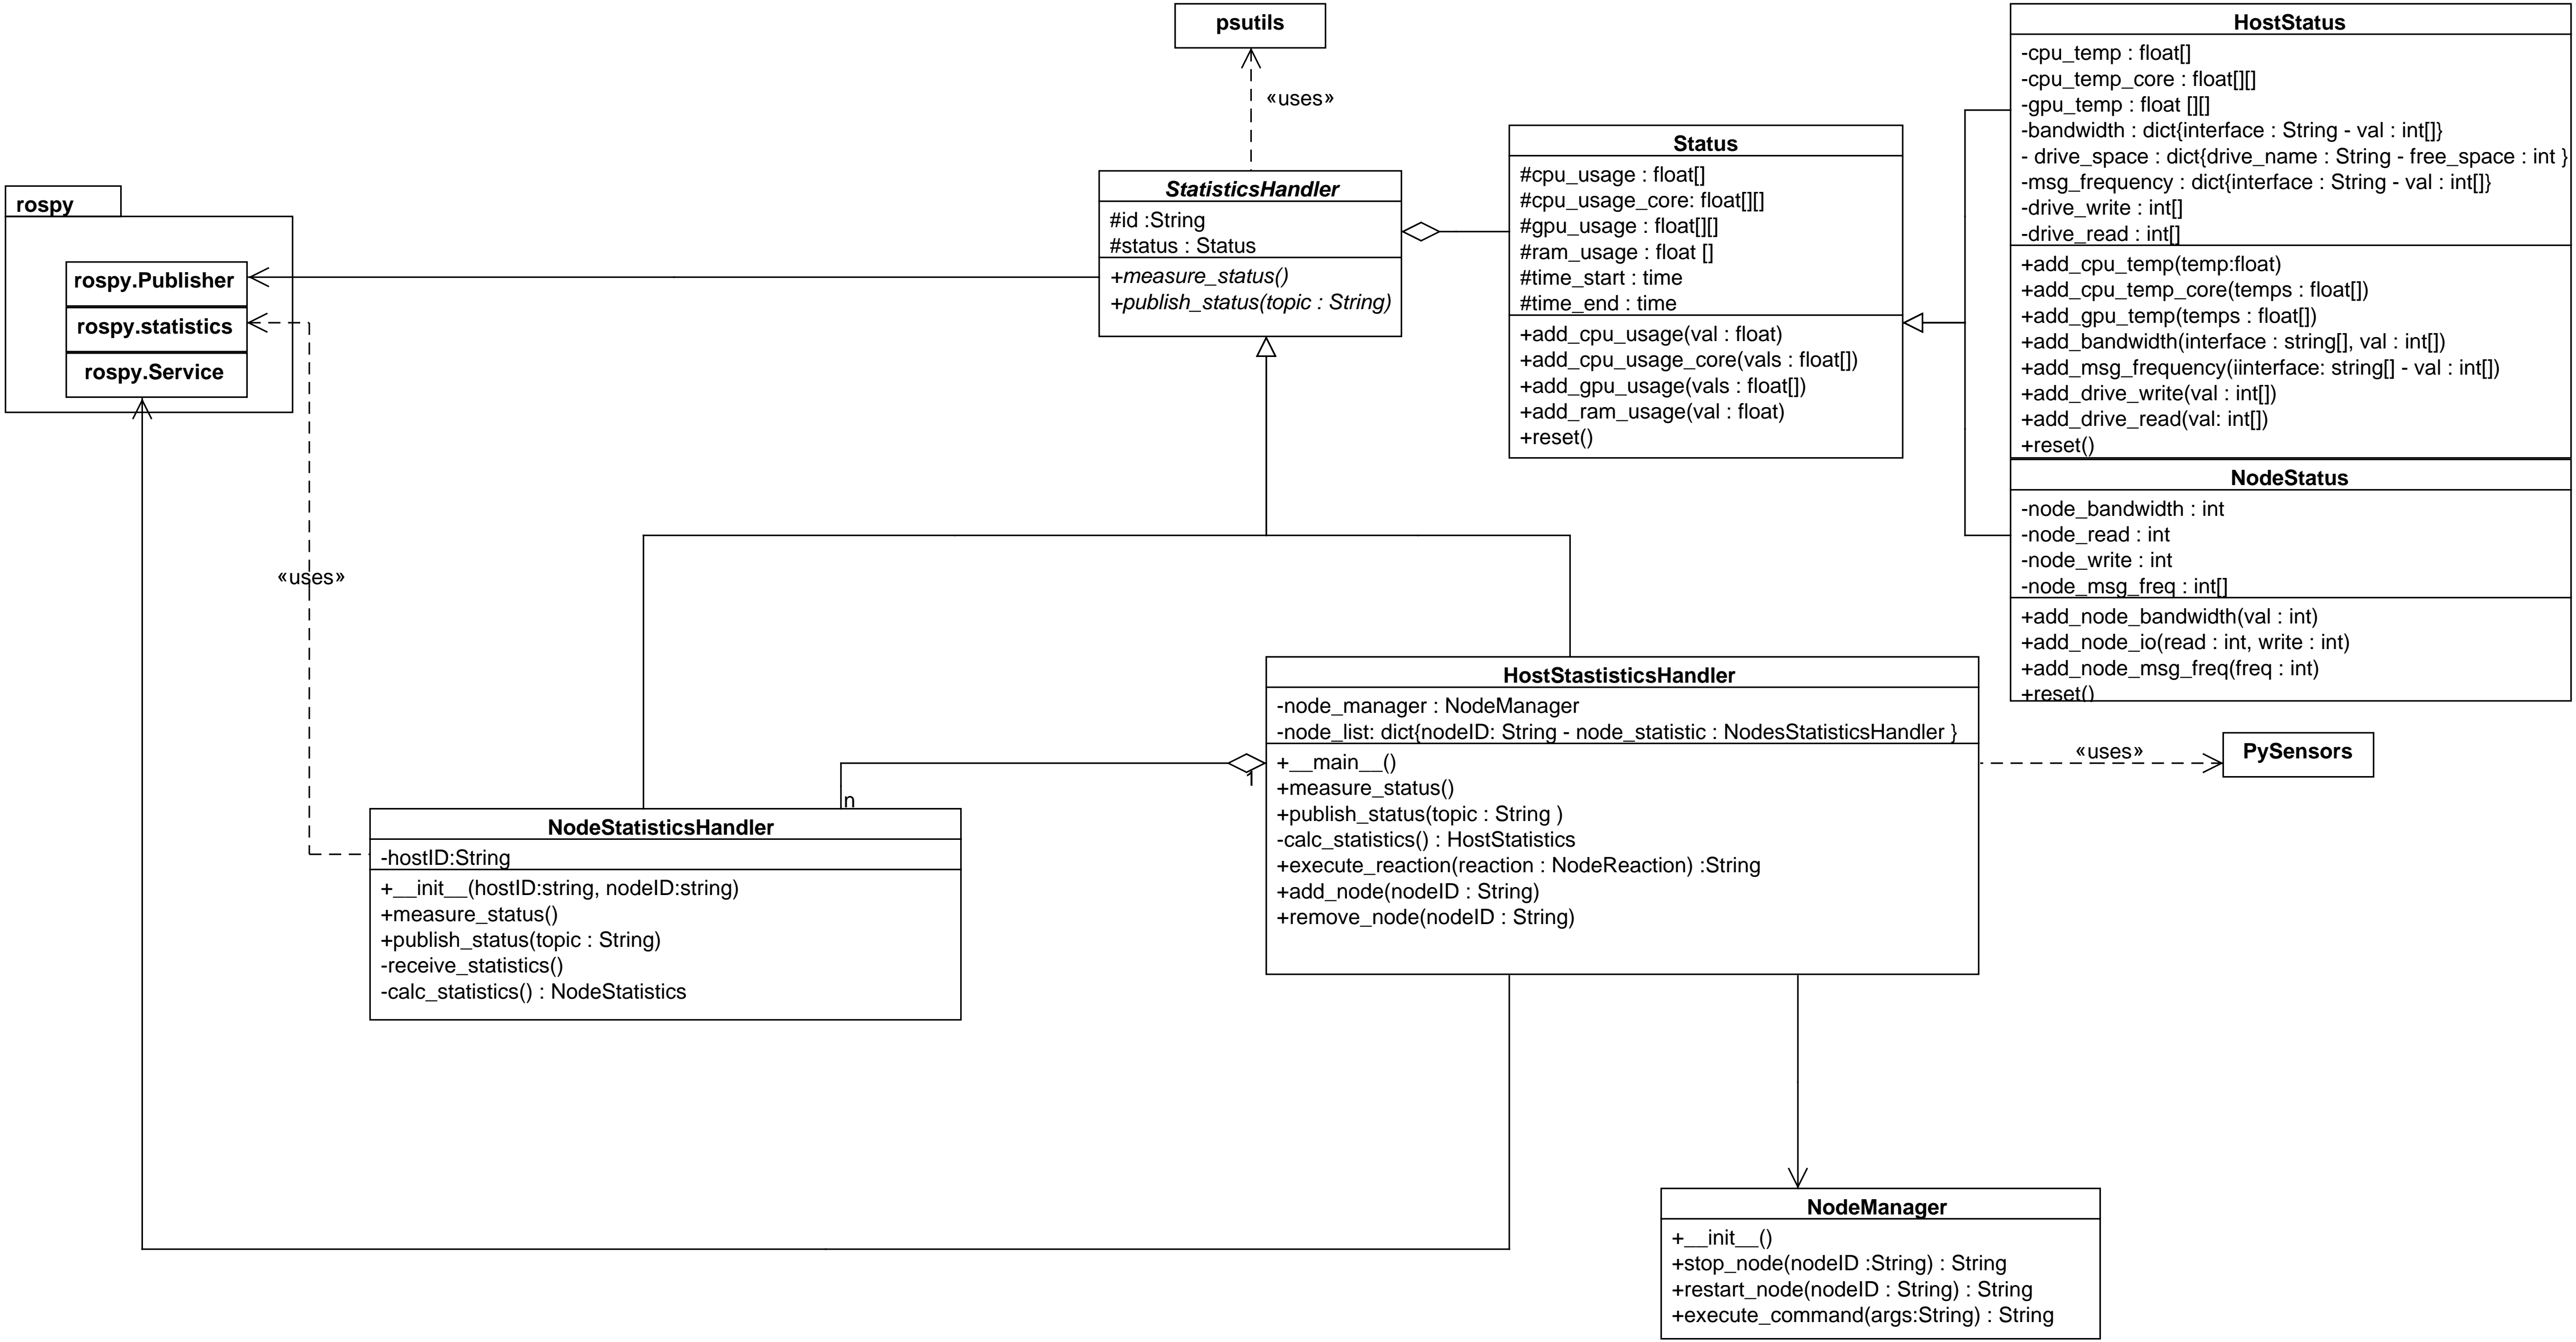 psutils
«uses»
rospy
rospy.Publisher
rospy.statistics
rospy.Service
StatisticsHandler
#id :String
#status : Status
+measure_status()
+publish_status(topic : String)
Status
#cpu_usage : float[]
#cpu_usage_core: float[][]
#gpu_usage : float[][]
#ram_usage : float []
#time_start : time
#time_end : time
+add_cpu_usage(val : float)
+add_cpu_usage_core(vals : float[])
+add_gpu_usage(vals : float[])
+add_ram_usage(val : float)
+reset()
HostStatus
-cpu_temp : float[]
-cpu_temp_core : float[][]
-gpu_temp : float [][]
-bandwidth : dict{interface : String - val : int[]}
- drive_space : dict{drive_name : String - free_space : int }
-msg_frequency : dict{interface : String - val : int[]}
-drive_write : int[]
-drive_read : int[]
+add_cpu_temp(temp:float)
+add_cpu_temp_core(temps : float[])
+add_gpu_temp(temps : float[])
+add_bandwidth(interface : string[], val : int[])
+add_msg_frequency(iinterface: string[] - val : int[])
+add_drive_write(val : int[])
+add_drive_read(val: int[])
+reset()
NodeStatus
-node_bandwidth : int
-node_read : int
-node_write : int
-node_msg_freq : int[]
+add_node_bandwidth(val : int)
+add_node_io(read : int, write : int)
+add_node_msg_freq(freq : int)
+reset()
«uses»
HostStastisticsHandler
-node_manager : NodeManager
-node_list: dict{nodeID: String - node_statistic : NodesStatisticsHandler }
+__main__()
+measure_status()
+publish_status(topic : String )
-calc_statistics() : HostStatistics
+execute_reaction(reaction : NodeReaction) :String
+add_node(nodeID : String)
+remove_node(nodeID : String)
«uses»
PySensors
1
n
NodeStatisticsHandler
-hostID:String
+__init__(hostID:string, nodeID:string)
+measure_status()
+publish_status(topic : String)
-receive_statistics()
-calc_statistics() : NodeStatistics
NodeManager
+__init__()
+stop_node(nodeID :String) : String
+restart_node(nodeID : String) : String
+execute_command(args:String) : String